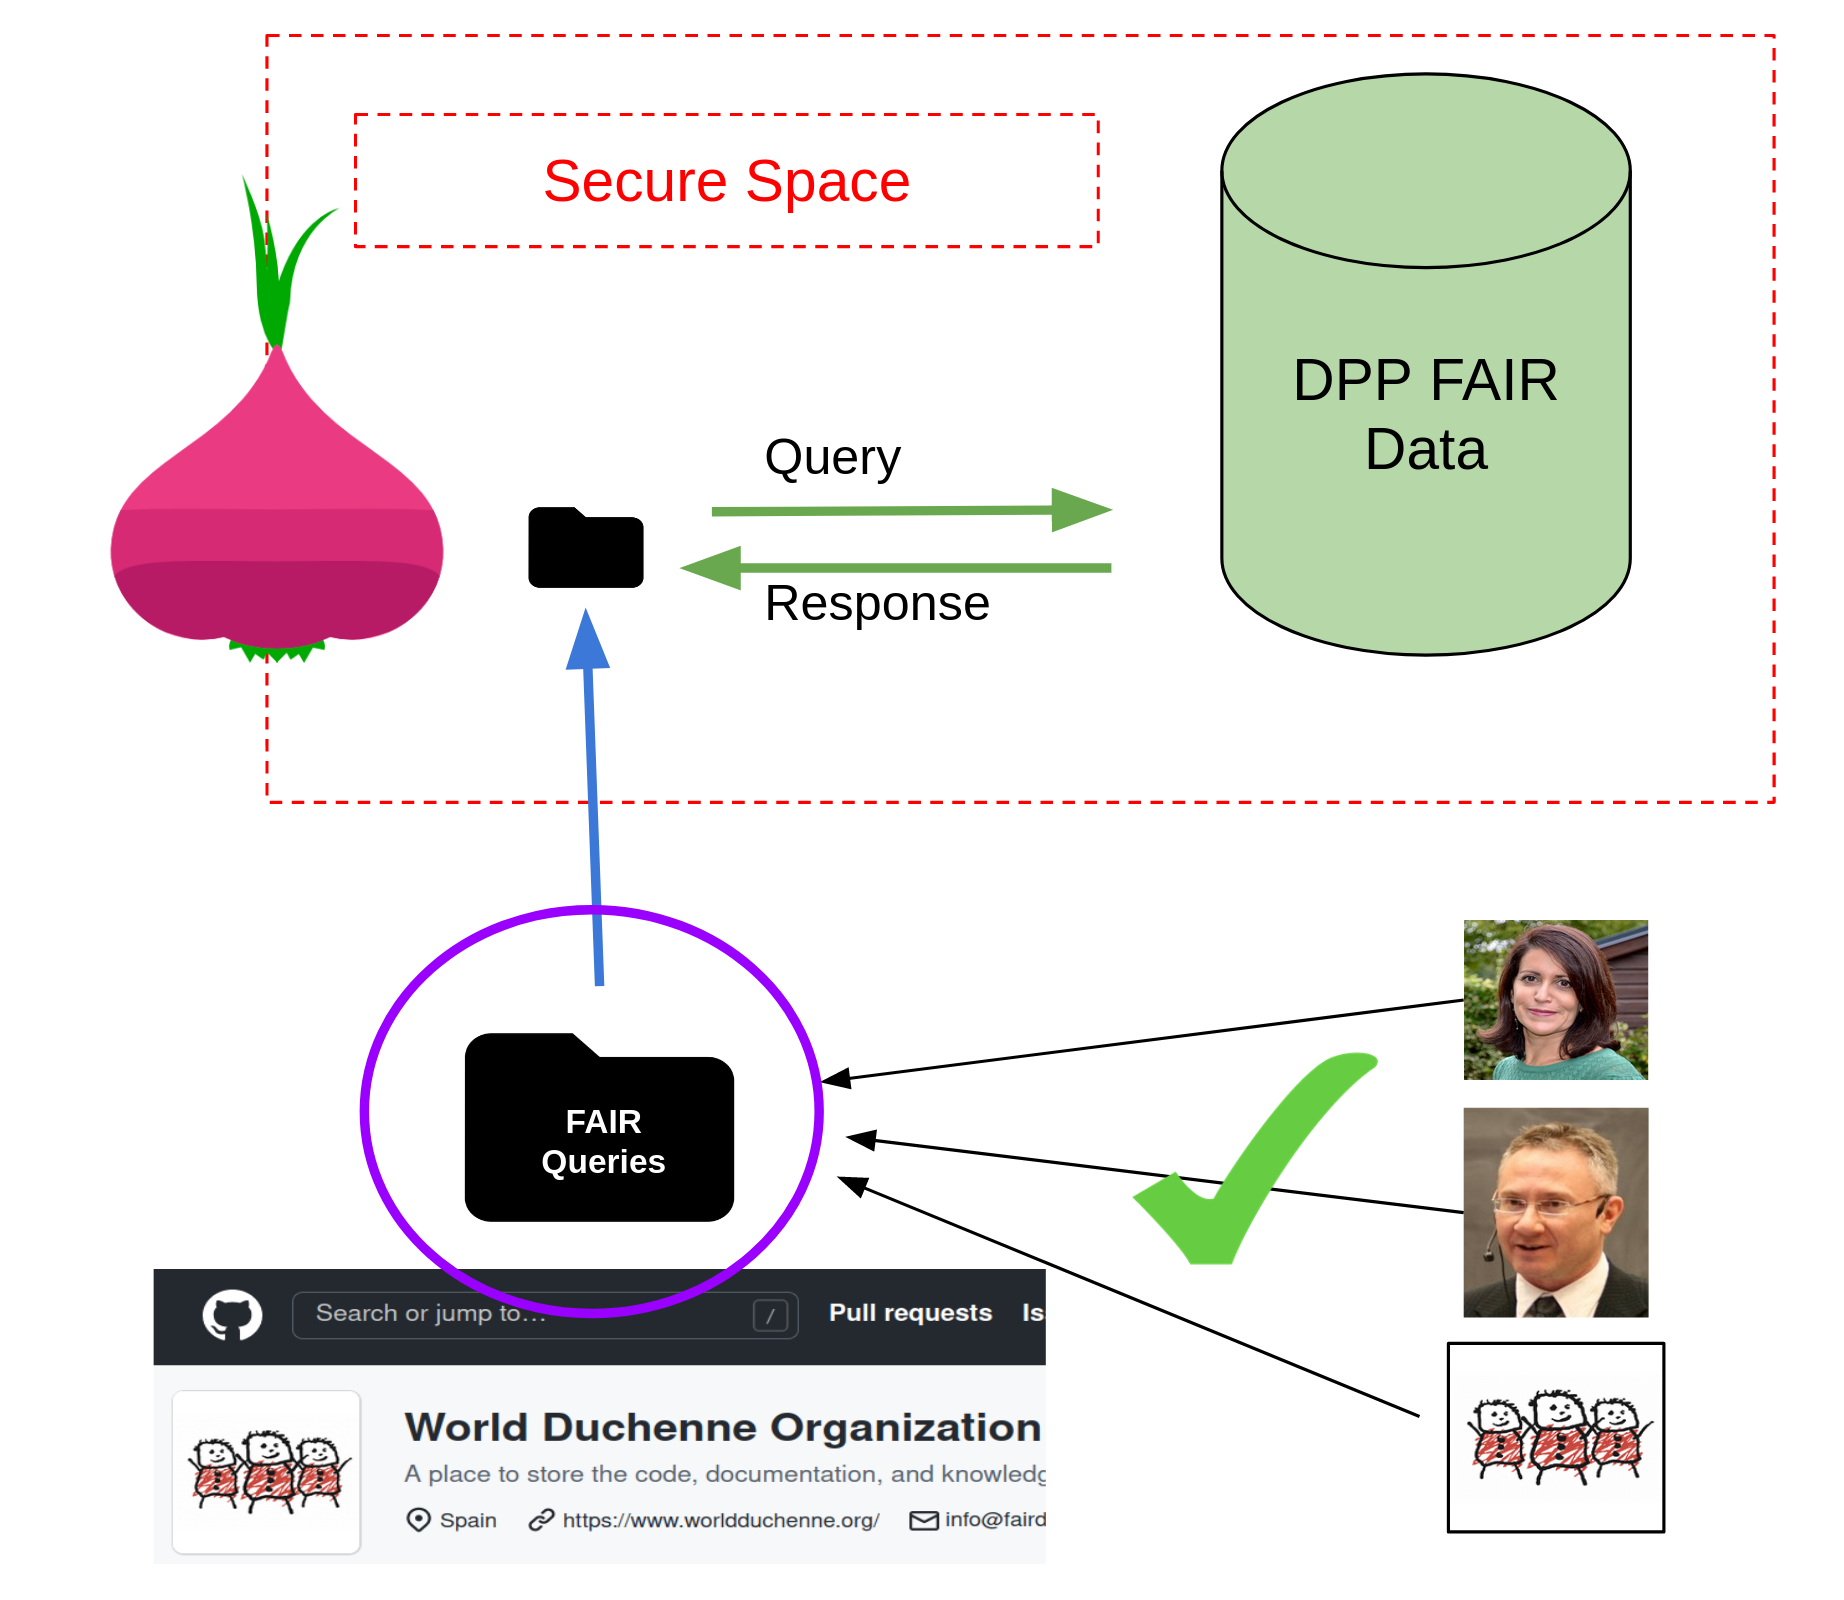 Secure Space
DPP FAIR
Data
Query
Response
FAIR
Queries
Search or jump to…
/
Pull requests
Is
World Duchenne Organization
A place to store the code, documentation, and knowledg
Spain
https://www.worldduchenne.org/
info@faird